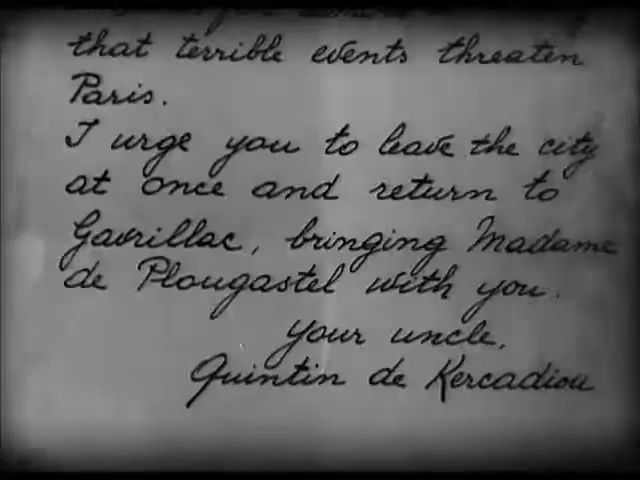 that terrible events threaten
Paris.
I urge you to leave the city
at once and return to
Gavrillac, bringing Madame
de Plougastel with you.
Your uncle,
Quintin de Kercadiou